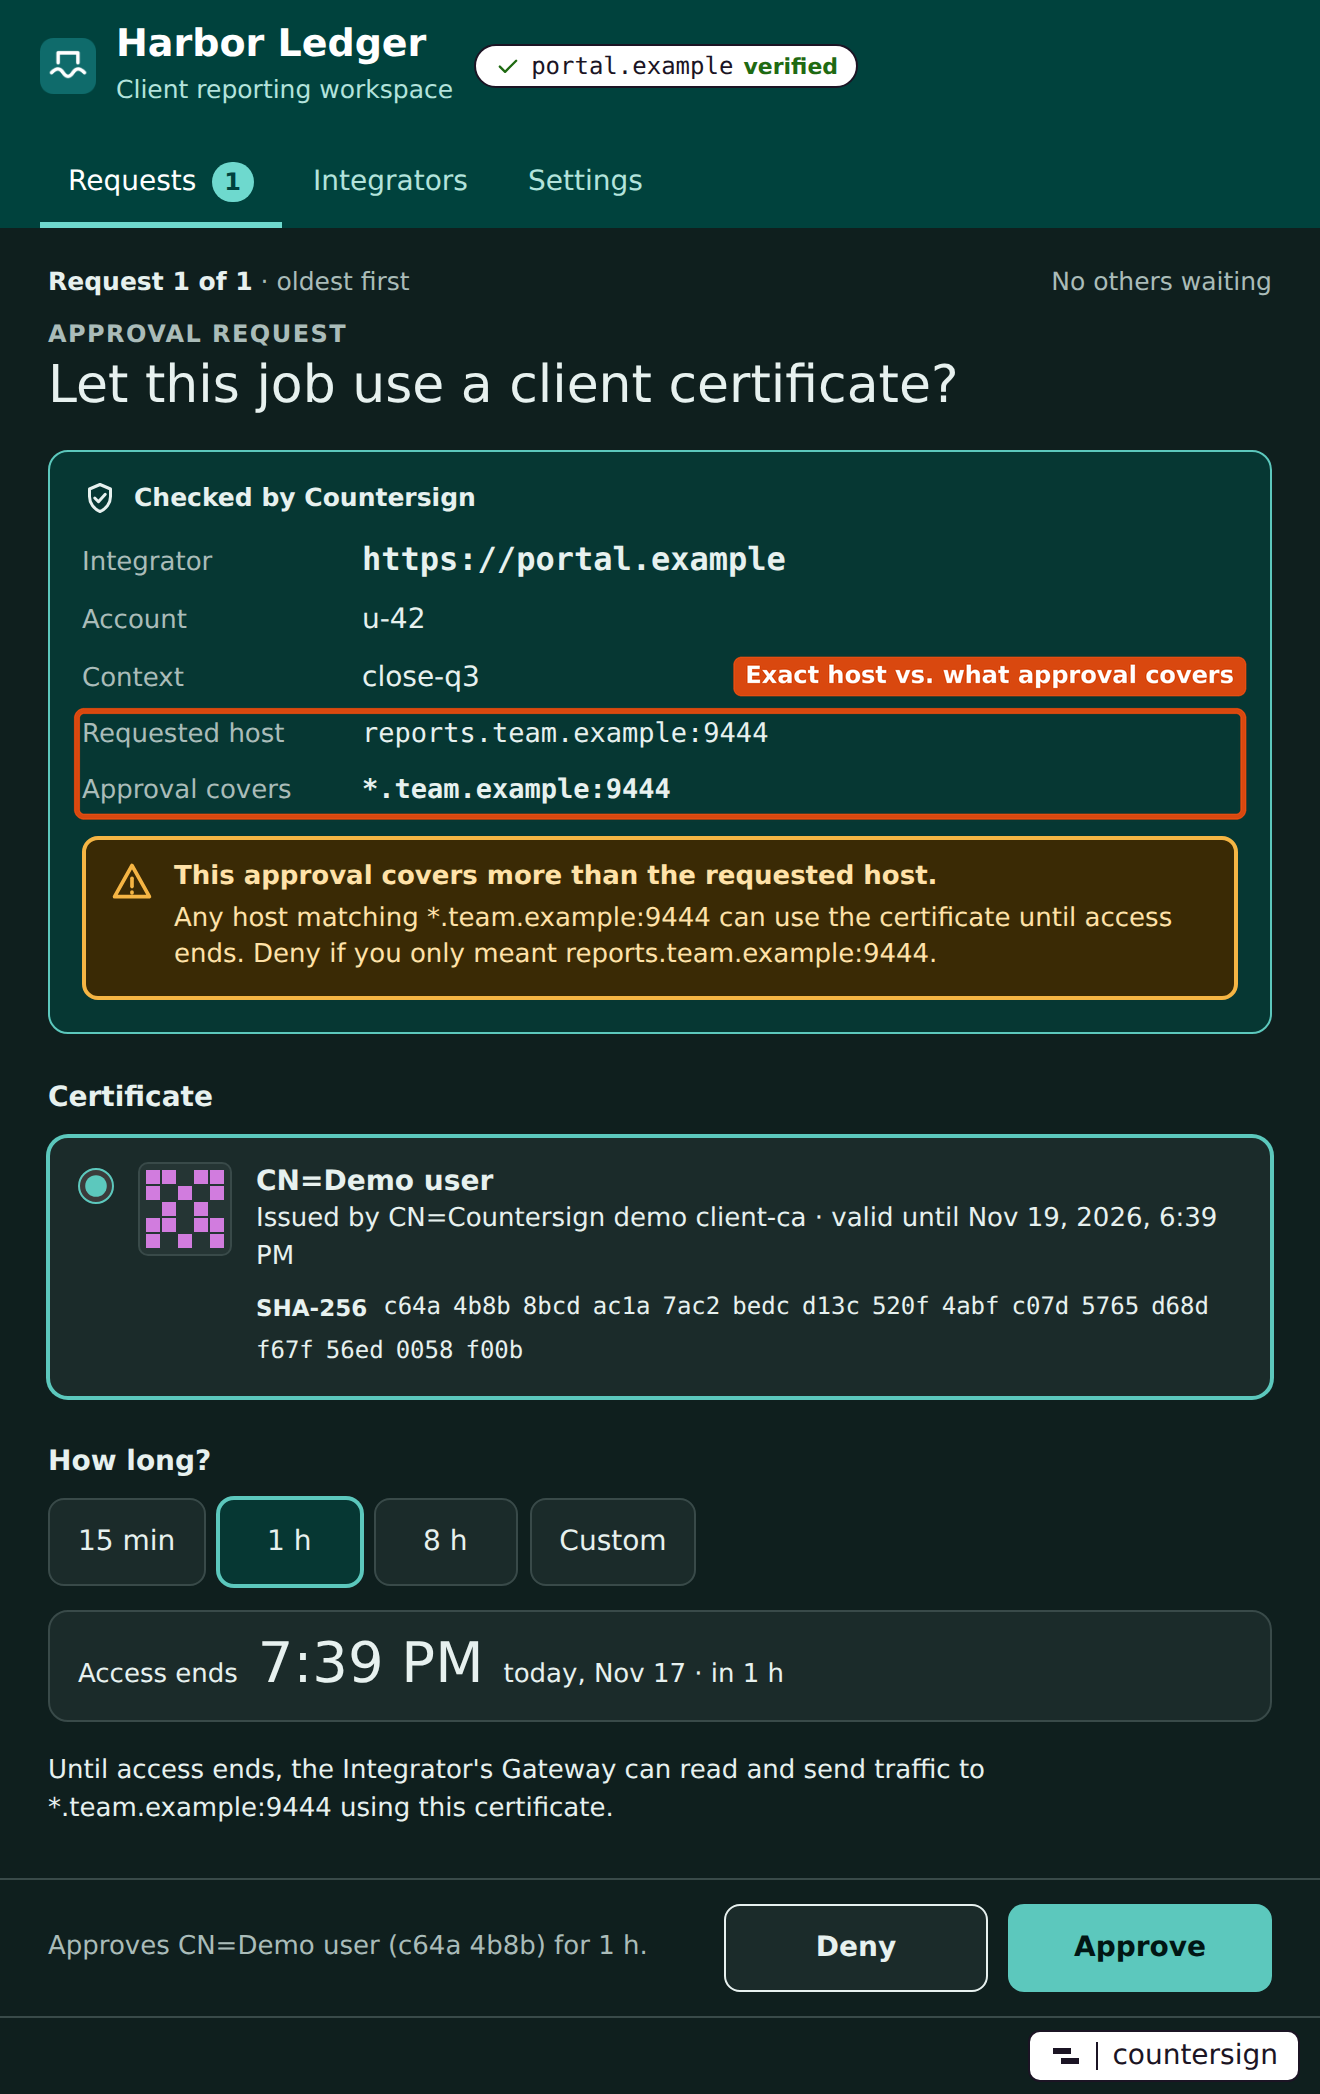 Harbor Ledger
Client reporting workspace
portal.example verified
Requests 1 Integrators Settings
Request 1 of 1 · oldest first
No others waiting
APPROVAL REQUEST
Let this job use a client certificate?
Checked by Countersign
Integrator https://portal.example
Account u-42
Context close-q3
Exact host vs. what approval covers
Requested host reports.team.example:9444
Approval covers *.team.example:9444
This approval covers more than the requested host.
Any host matching *.team.example:9444 can use the certificate until access
ends. Deny if you only meant reports.team.example:9444.
Certificate
CN=Demo user
Issued by CN=Countersign demo client-ca · valid until Nov 19, 2026, 6:39
PM
SHA-256 c64a 4b8b 8bcd ac1a 7ac2 bedc d13c 520f 4abf c07d 5765 d68d
f67f 56ed 0058 f00b
How long?
15 min 1 h 8 h Custom
Access ends 7:39 PM today, Nov 17 · in 1 h
Until access ends, the Integrator's Gateway can read and send traffic to
*.team.example:9444 using this certificate.
Approves CN=Demo user (c64a 4b8b) for 1 h.
Deny
Approve
countersign